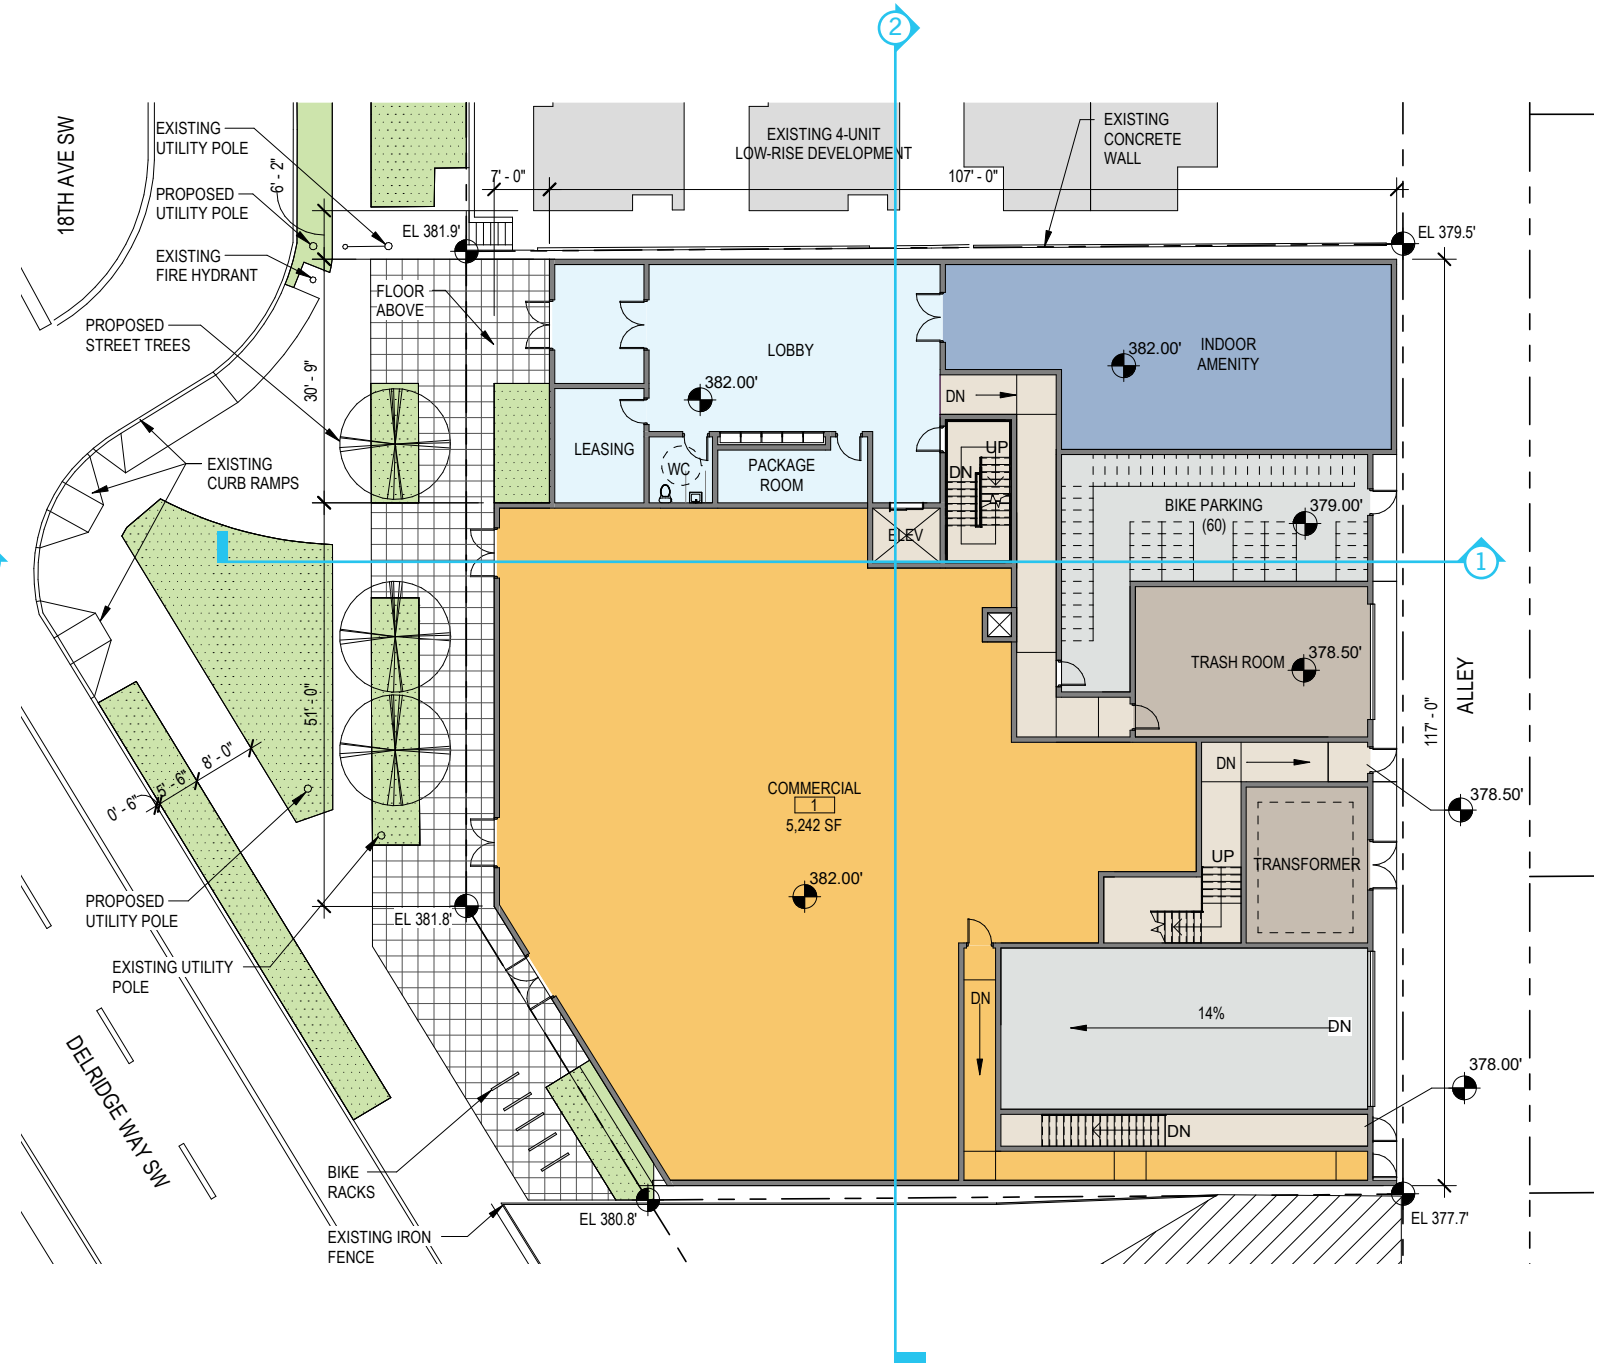 2
18TH AVE SW
EXISTING
UTILITY POLE
PROPOSED
UTILITY POLE
EXISTING
FIRE HYDRANT
PROPOSED
STREET TREES
6' - 2"
EXISTING 4-UNIT
LOW-RISE DEVELOPMENT
EXISTING
CONCRETE
WALL
7' - 0"
107' - 0"
EL 381.9'
EL 379.5'
FLOOR
ABOVE
30' - 9"
LOBBY
382.00'
INDOOR
AMENITY
382.00'
DN
LEASING
WC
PACKAGE
ROOM
UP
DN
ELEV
BIKE PARKING
(60)
379.00'
EXISTING
CURB RAMPS
1
TRASH ROOM
378.50'
ALLEY
117' - 0"
51' - 0"
8' - 0"
5' - 6"
0' - 6"
COMMERCIAL
1
5,242 SF
382.00'
DN
378.50'
UP
TRANSFORMER
PROPOSED
UTILITY POLE
EL 381.8'
EXISTING UTILITY
POLE
DN
14%
DN
378.00'
DN
DELRIDGE WAY SW
BIKE
RACKS
EXISTING IRON
FENCE
EL 380.8'
EL 377.7'